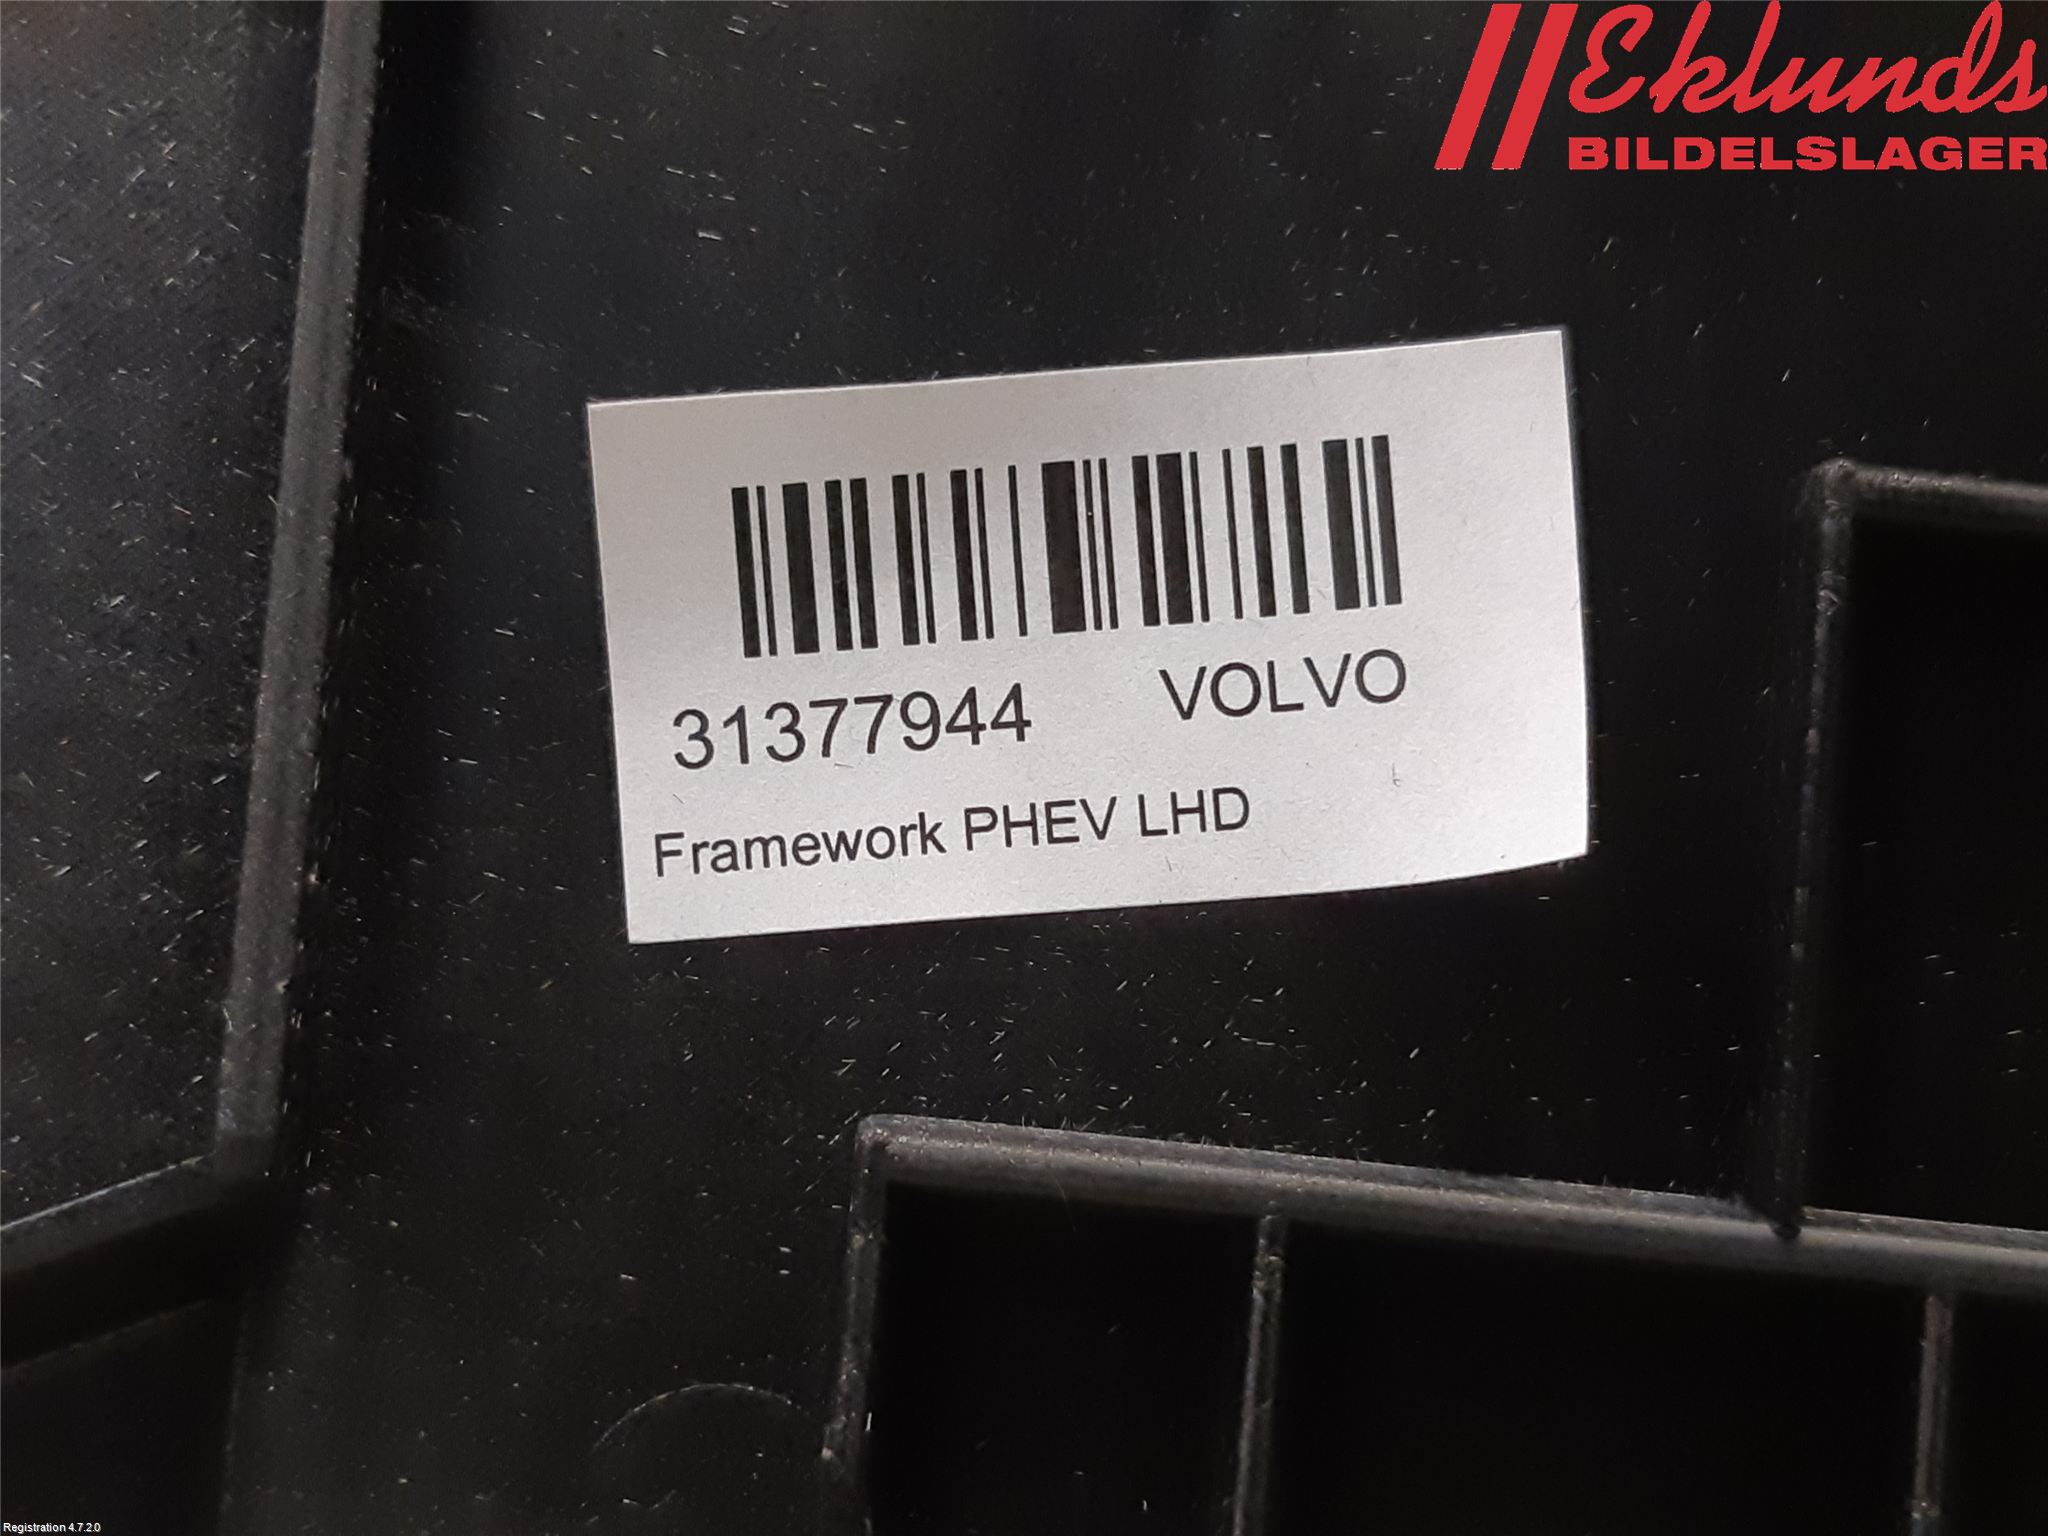 Eklunds
BILDELSLAGER
31377944 VOLVO
Framework PHEV LHD
Registration 4.7.2.0